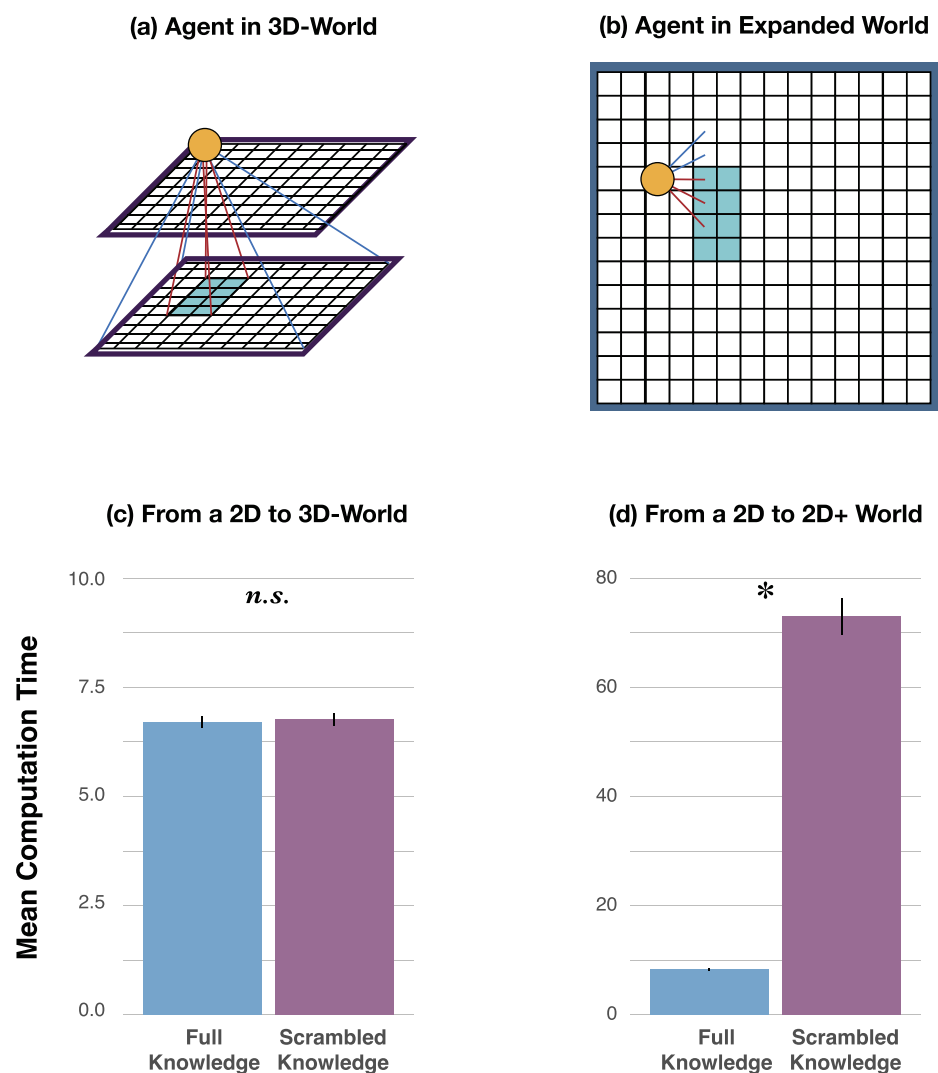 (a) Agent in 3D-World
(b) Agent in Expanded World
(c) From a 2D to 3D-World
(d) From a 2D to 2D+ World
Mean Computation Time
10.0
7.5
5.0
2.5
0.0
n.s.
Full
Knowledge
Scrambled
Knowledge
80
60
40
20
0
*
Full
Knowledge
Scrambled
Knowledge